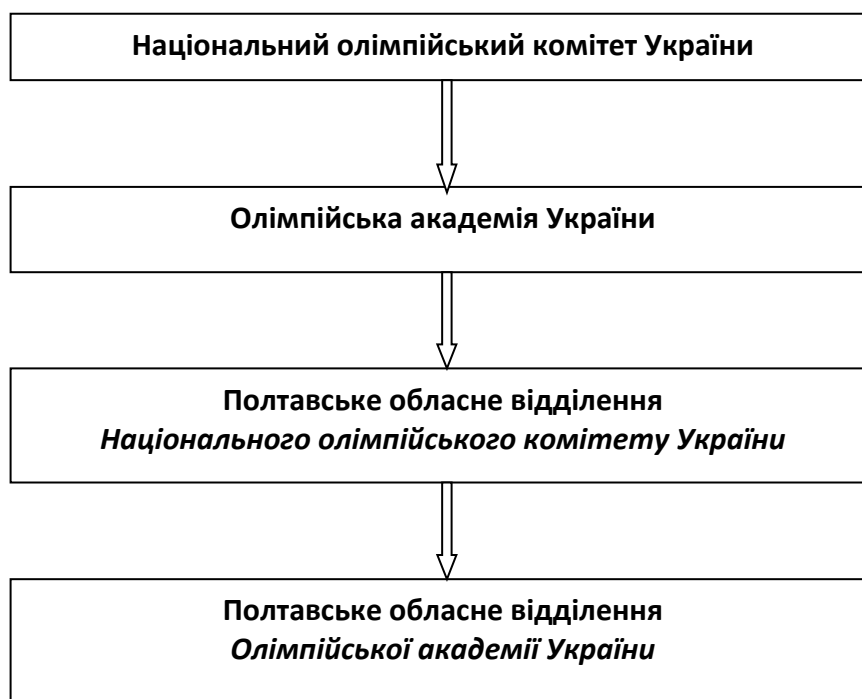 Національний олімпійський комітет України
Олімпійська академія України
Полтавське обласне відділення
Національного олімпійського комітету України
Полтавське обласне відділення
Олімпійської академії України